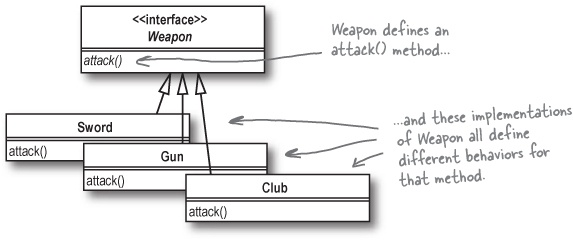 <<interface>>
Weapon
attack()
Weapon defines an
attack() method...
Sword
attack()
Gun
attack()
Club
attack()
...and these implementations
of Weapon all define
different behaviors for
that method.